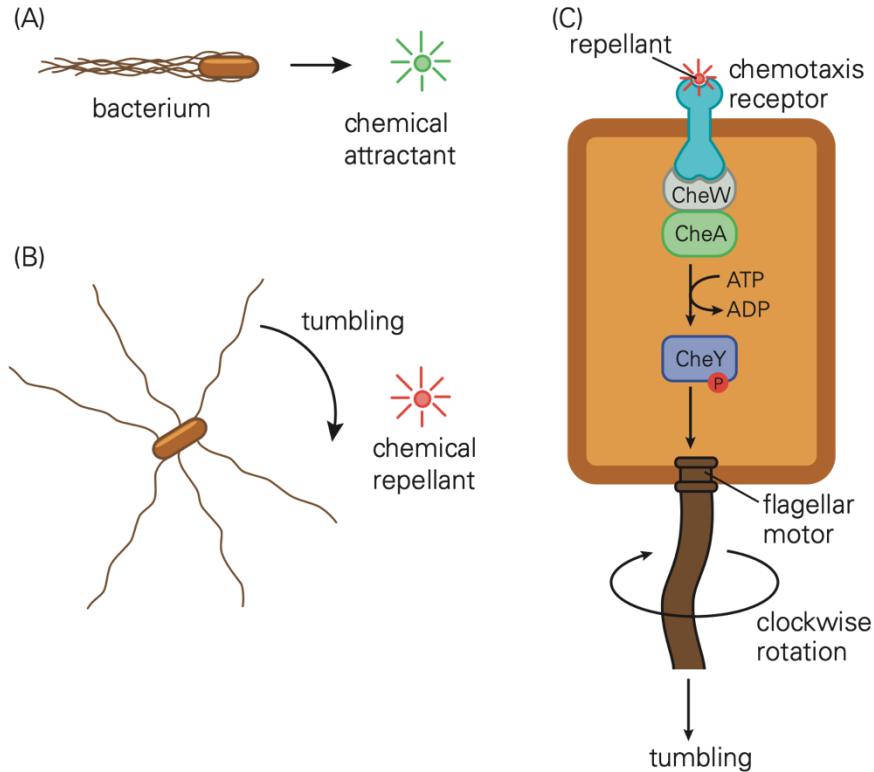 (A)
bacterium
chemical
attractant
(B)
tumbling
chemical
repellant
(C)
repellant
chemotaxis
receptor
CheW
CheA
ATP
ADP
CheY
P
flagellar
motor
clockwise
rotation
tumbling